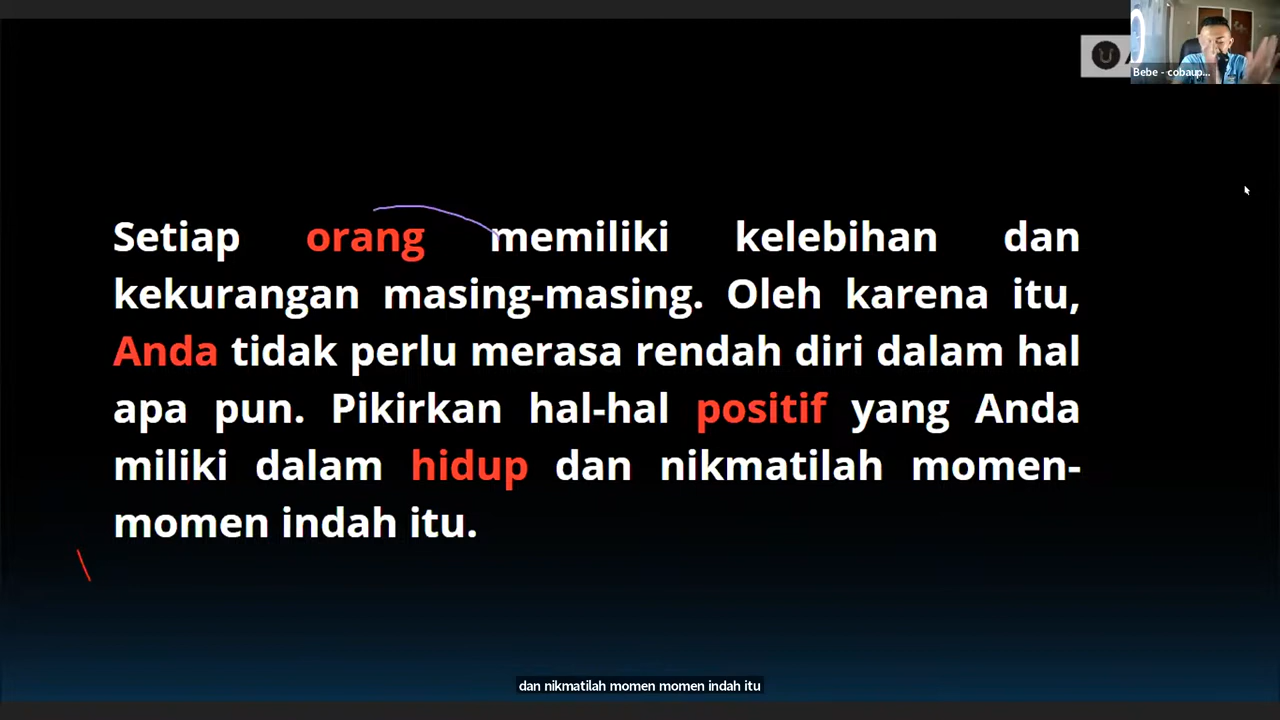 Bebe - cobaup...
Setiap orang memiliki kelebihan dan
kekurangan masing-masing. Oleh karena itu,
Anda tidak perlu merasa rendah diri dalam hal
apa pun. Pikirkan hal-hal positif yang Anda
miliki dalam hidup dan nikmatilah momen-
momen indah itu.
dan nikmatilah momen momen indah itu